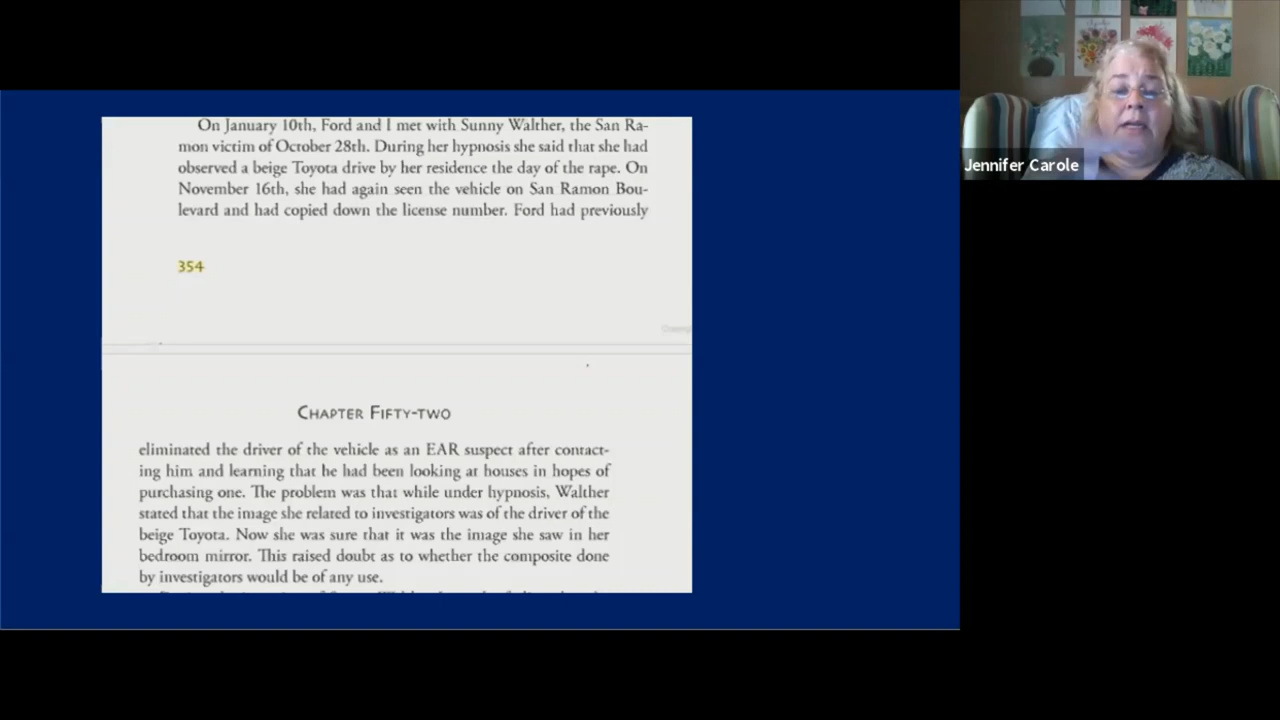 On January 10th, Ford and I met with Sunny Walther, the San Ra-
mon victim of October 28th. During her hypnosis she said that she had
observed a beige Toyota drive by her residence the day of the rape. On
November 16th, she had again seen the vehicle on San Ramon Bou-
levard and had copied down the license number. Ford had previously
354
CHAPTER FIFTY-TWO
eliminated the driver of the vehicle as an EAR suspect after contact-
ing him and learning that he had been looking at houses in hopes of
purchasing one. The problem was that while under hypnosis, Walther
stated that the image she related to investigators was of the driver of the
beige Toyota. Now she was sure that it was the image she saw in her
bedroom mirror. This raised doubt as to whether the composite done
by investigators would be of any use.
Jennifer Carole